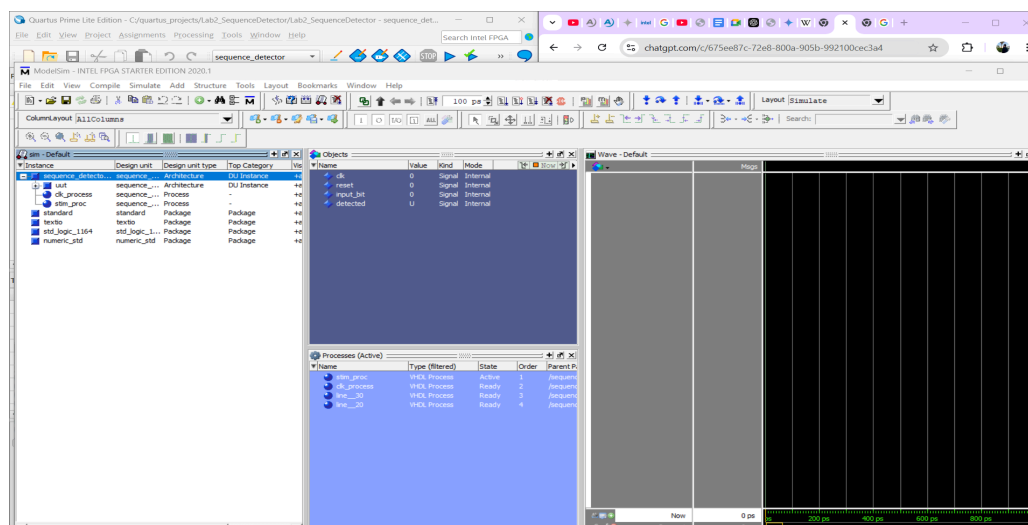 Quartus Prime Lite Edition - C:/quartus_projects/Lab2_SequenceDetector/Lab2_SequenceDetector - sequence_det...
File Edit View Project Assignments Processing Tools Window Help
Search Intel FPGA
sequence_detector
chatgpt.com/c/675ee87c-72e8-800a-905b-992100cec3a4
ModelSim - INTEL FPGA STARTER EDITION 2020.1
File Edit View Compile Simulate Add Structure Tools Layout Bookmarks Window Help
100 ps
Layout Simulate
ColumnLayout AllColumns
Search:
sim - Default
Instance Design unit Design unit type Top Category Vis
sequence_detecto... sequence_... Architecture DU Instance +a
uut sequence_... Architecture DU Instance +a
clk_process sequence_... Process - +a
stim_proc sequence_... Process - +a
standard standard Package Package +a
textio textio Package Package +a
std_logic_1164 std_logic_1... Package Package +a
numeric_std numeric_std Package Package +a
Objects
Name Value Kind Mode Now
clk 0 Signal Internal
reset 0 Signal Internal
input_bit 0 Signal Internal
detected U Signal Internal
Processes (Active)
Name Type (filtered) State Order Parent P
stim_proc VHDL Process Active 1 /sequen
clk_process VHDL Process Ready 2 /sequen
line__30 VHDL Process Ready 3 /sequen
line__20 VHDL Process Ready 4 /sequen
Wave - Default
Msgs
Now 0 ps
ps 200 ps 400 ps 600 ps 800 ps